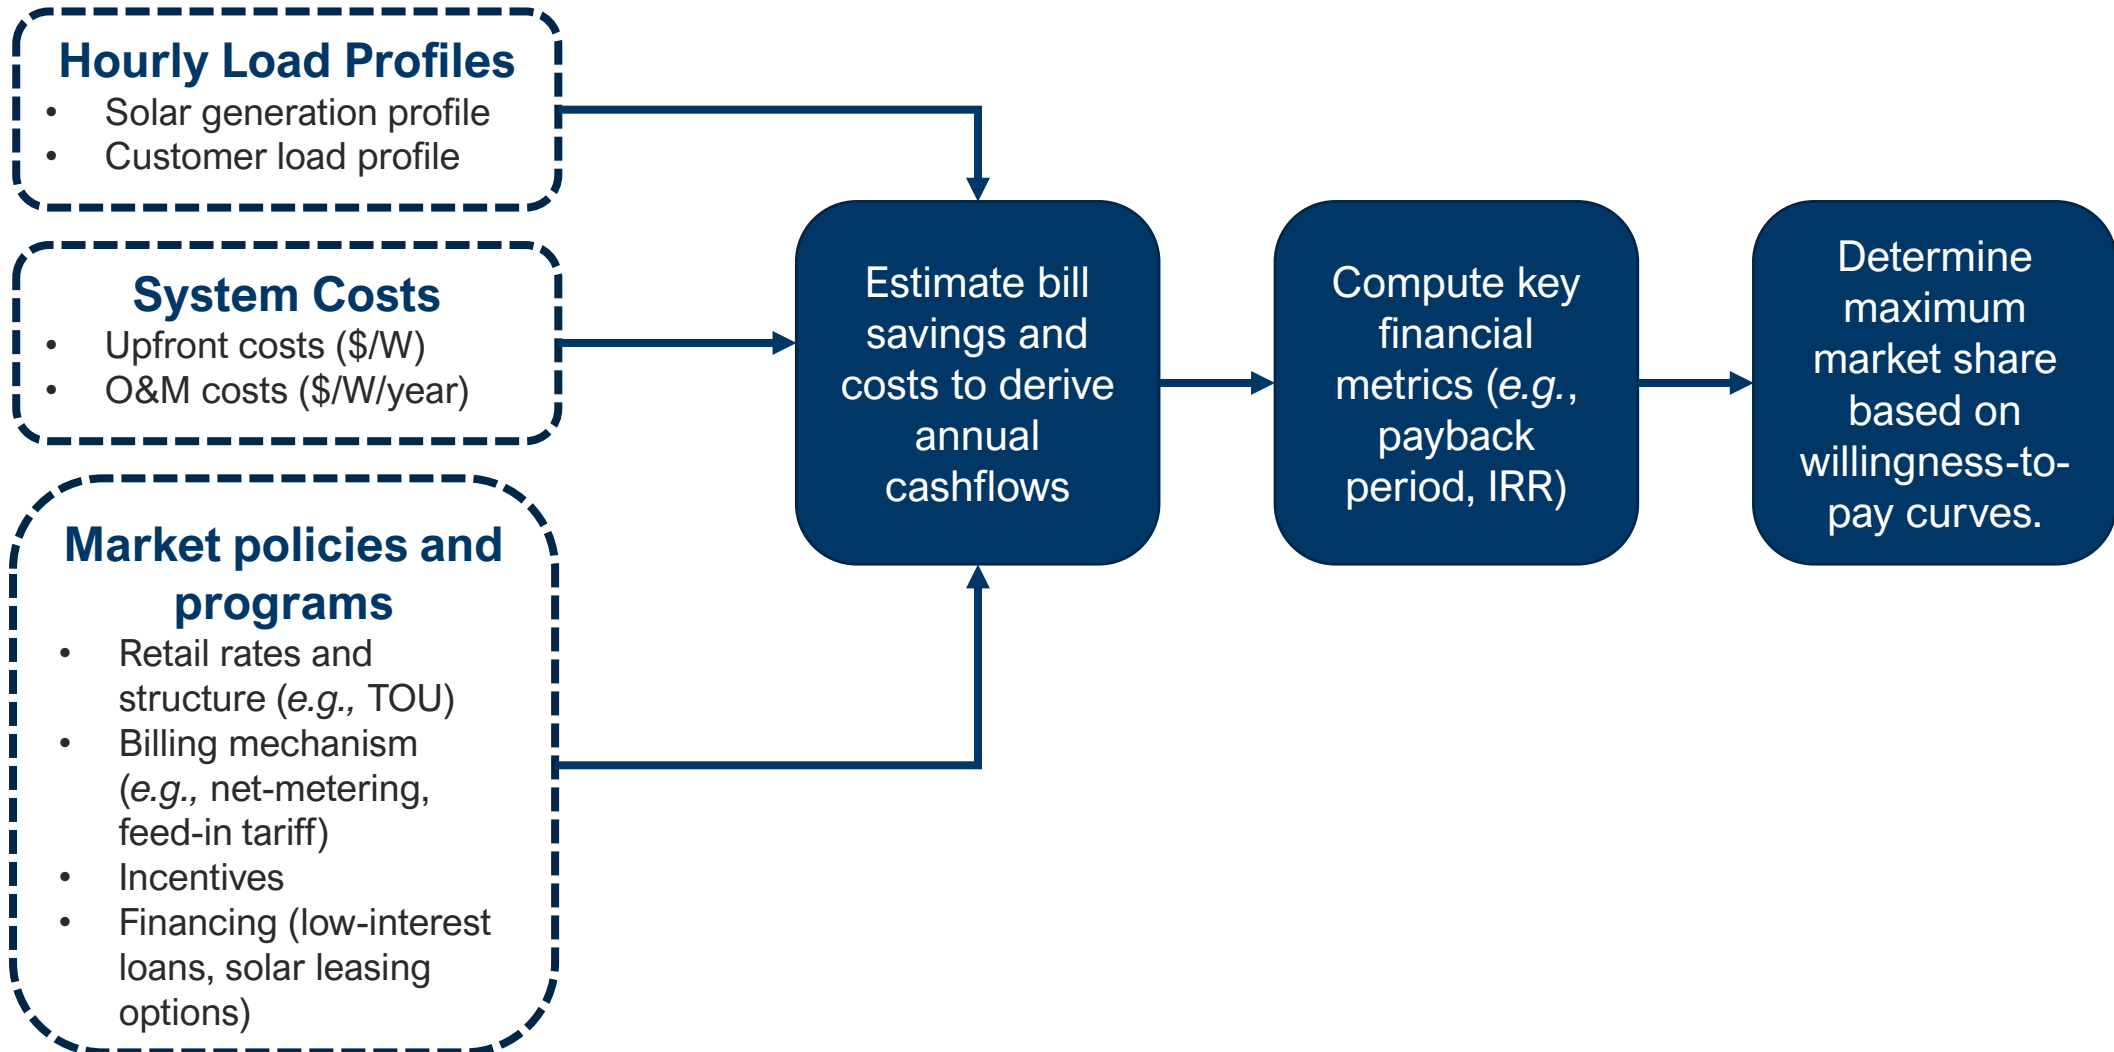 Hourly Load Profiles
• Solar generation profile
• Customer load profile
System Costs
• Upfront costs ($/W)
• O&M costs ($/W/year)
Market policies and
programs
• Retail rates and
structure (e.g., TOU)
• Billing mechanism
(e.g., net-metering,
feed-in tariff)
• Incentives
• Financing (low-interest
loans, solar leasing
options)
Estimate bill
savings and
costs to derive
annual
cashflows
Compute key
financial
metrics (e.g.,
payback
period, IRR)
Determine
maximum
market share
based on
willingness-to-
pay curves.